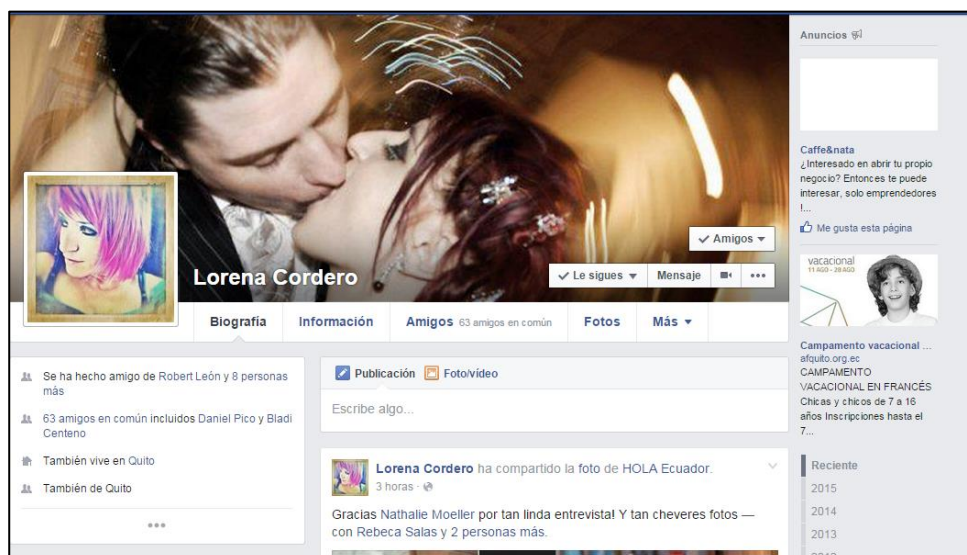 Lorena Cordero
Amigos
Le sigues
Mensaje
Biografía
Información
Amigos 63 amigos en común
Fotos
Más
Se ha hecho amigo de Robert León y 8 personas
más
63 amigos en común incluidos Daniel Pico y Bladi
Centeno
También vive en Quito
También de Quito
Publicación
Foto/vídeo
Escribe algo...
Lorena Cordero ha compartido la foto de HOLA Ecuador.
3 horas ·
Gracias Nathalie Moeller por tan linda entrevista! Y tan cheveres fotos —
con Rebeca Salas y 2 personas más.
Anuncios
Caffe&nata
¿Interesado en abrir tu propio
negocio? Entonces te puede
interesar, solo emprendedores
!...
Me gusta esta página
vacacional
11 AGO - 28 AGO
Campamento vacacional ...
afquito.org.ec
CAMPAMENTO
VACACIONAL EN FRANCÉS
Chicas y chicos de 7 a 16
años Inscripciones hasta el
7...
Reciente
2015
2014
2013